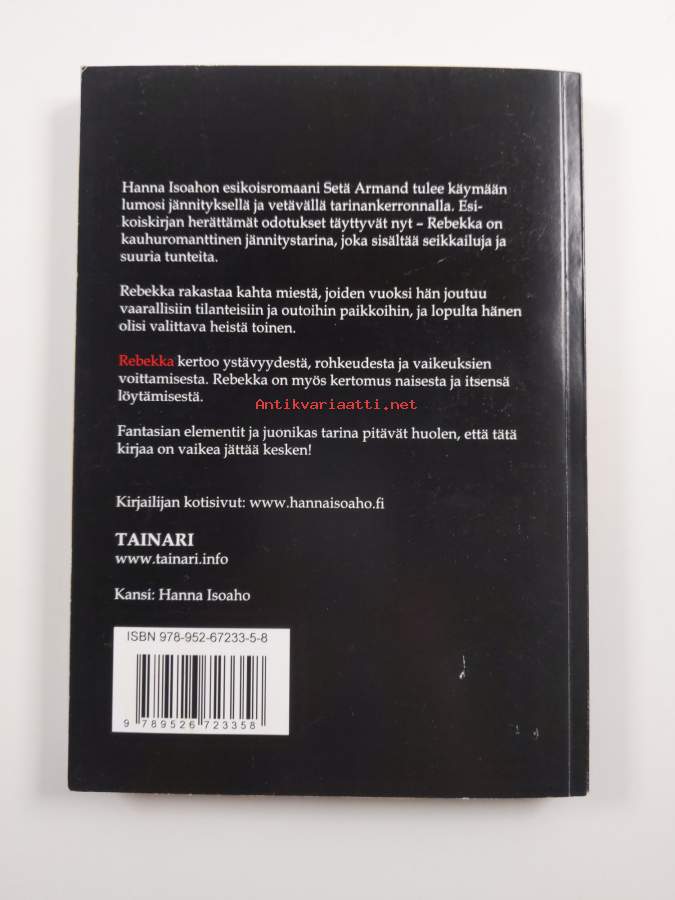 Hanna Isoahon esikoisromaani Setä Armand tulee käymään
lumosi jännityksellä ja vetävällä tarinankerronnalla. Esi-
koiskirjan herättämät odotukset täyttyvät nyt – Rebekka on
kauhuromanttinen jännitystarina, joka sisältää seikkailuja ja
suuria tunteita.
Rebekka rakastaa kahta miestä, joiden vuoksi hän joutuu
vaarallisiin tilanteisiin ja outoihin paikkoihin, ja lopulta hänen
olisi valittava heistä toinen.
Rebekka kertoo ystävyydestä, rohkeudesta ja vaikeuksien
voittamisesta. Rebekka on myös kertomus naisesta ja itsensä
löytämisestä.
Antikvariaatti.net
Fantasian elementit ja juonikas tarina pitävät huolen, että tätä
kirjaa on vaikea jättää kesken!
Kirjailijan kotisivut: www.hannaisoaho.fi
TAINARI
www.tainari.info
Kansi: Hanna Isoaho
ISBN 978-952-67233-5-8
9 789526 723358